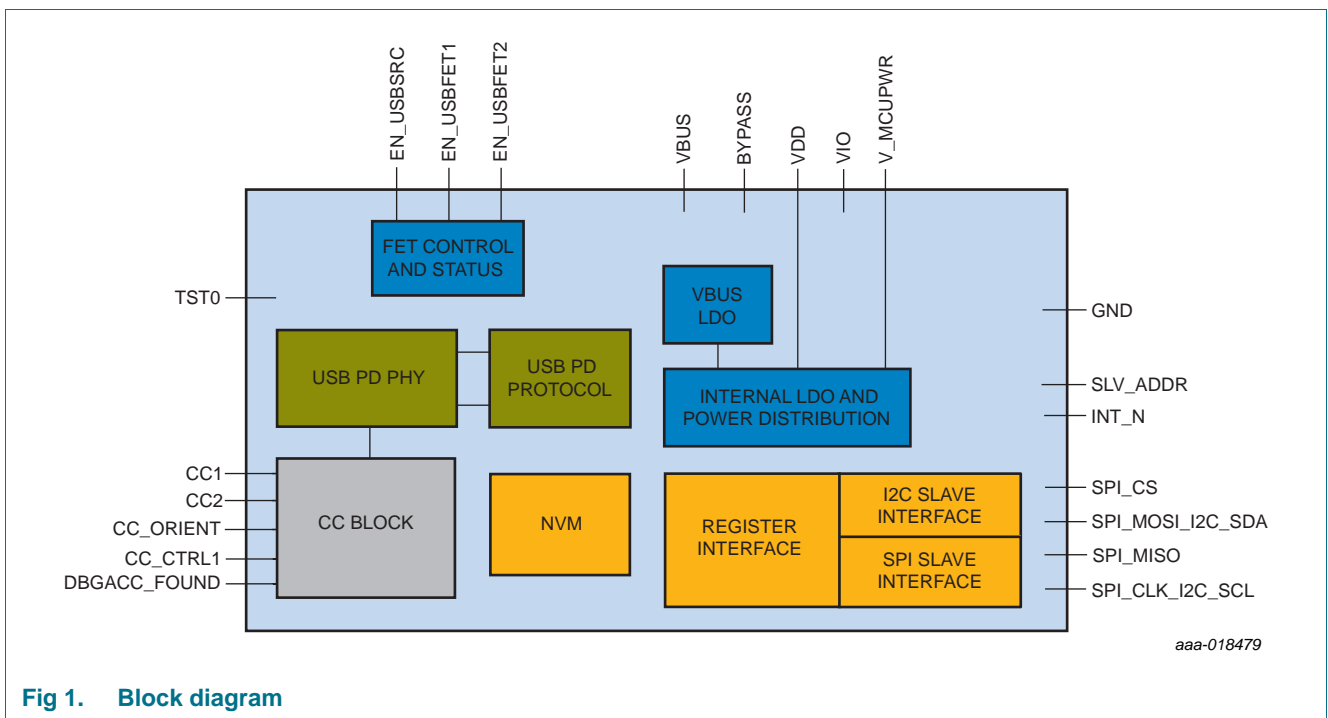 EN_USBSRC
EN_USBFET1
EN_USBFET2
VBUS
BYPASS
VDD
VIO
V_MCUPWR
FET CONTROL
AND STATUS
TST0
VBUS
LDO
GND
USB PD PHY
USB PD
PROTOCOL
INTERNAL LDO AND
POWER DISTRIBUTION
SLV_ADDR
INT_N
CC1
CC2
CC_ORIENT
CC_CTRL1
DBGACC_FOUND
CC BLOCK
NVM
REGISTER
INTERFACE
I2C SLAVE
INTERFACE
SPI SLAVE
INTERFACE
SPI_CS
SPI_MOSI_I2C_SDA
SPI_MISO
SPI_CLK_I2C_SCL
aaa-018479
Fig 1. Block diagram